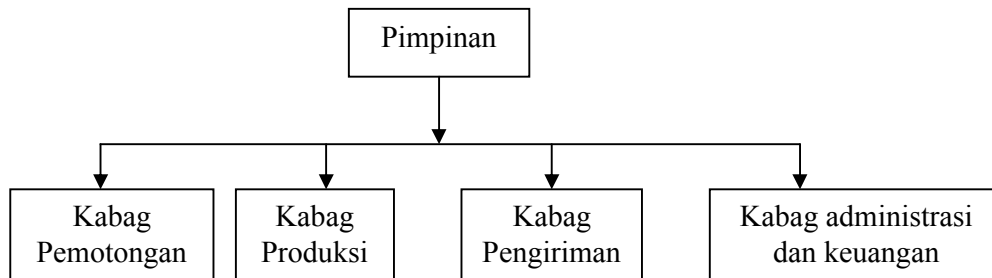 Pimpinan
Kabag
Pemotongan
Kabag
Produksi
Kabag
Pengiriman
Kabag administrasi
dan keuangan